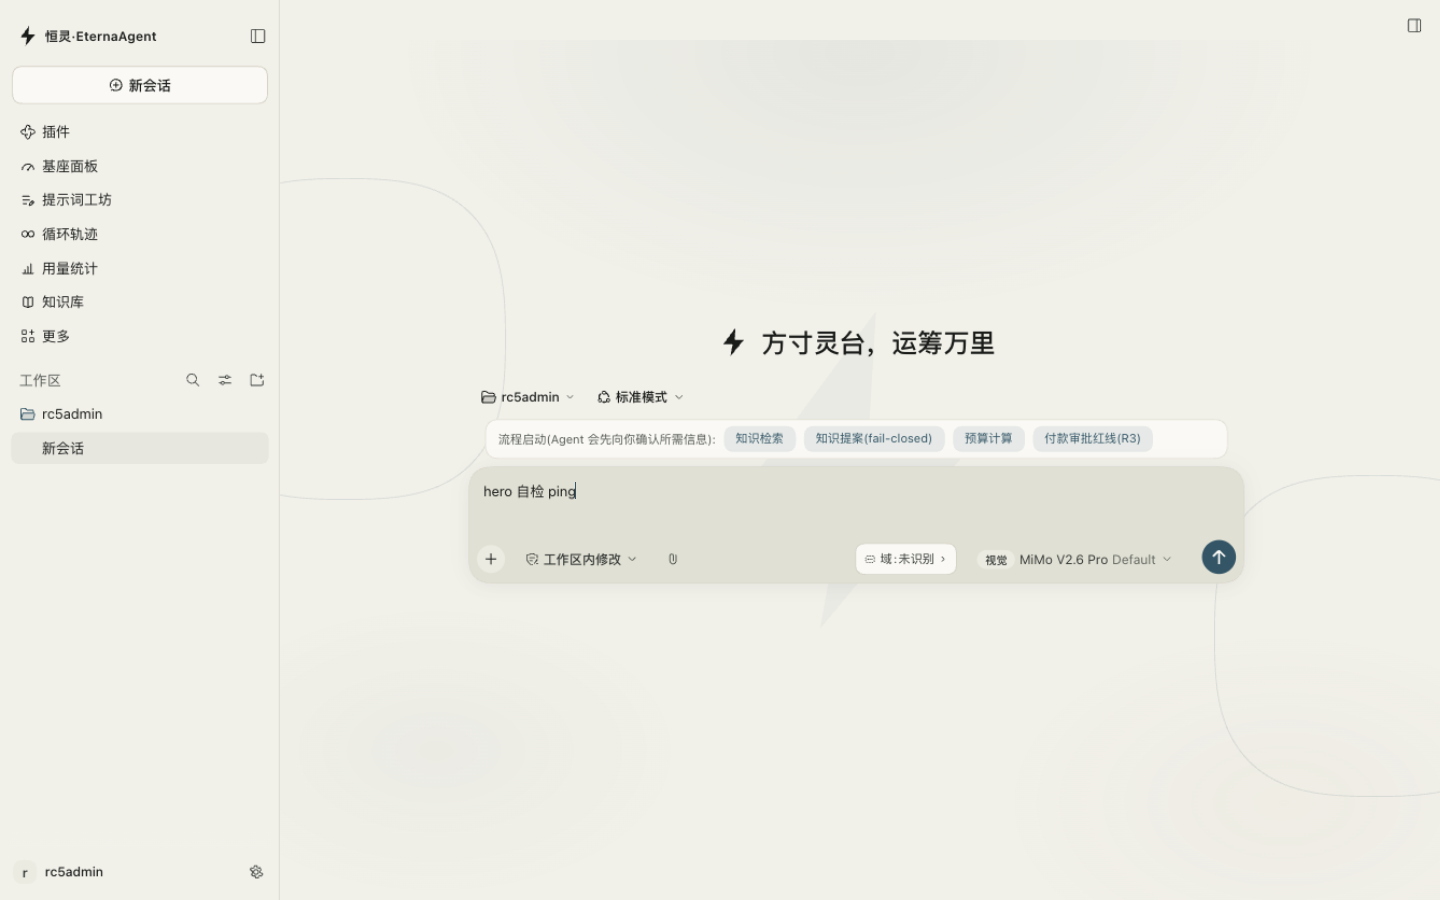 恒灵·EternaAgent
新会话
插件
基座面板
提示词工坊
循环轨迹
用量统计
知识库
更多
工作区
rc5admin
新会话
方寸灵台，运筹万里
rc5admin 标准模式
流程启动(Agent 会先向你确认所需信息): 知识检索 知识提案(fail-closed) 预算计算 付款审批红线(R3)
hero 自检 ping
工作区内修改 域:未识别 视觉 MiMo V2.6 Pro Default
r rc5admin